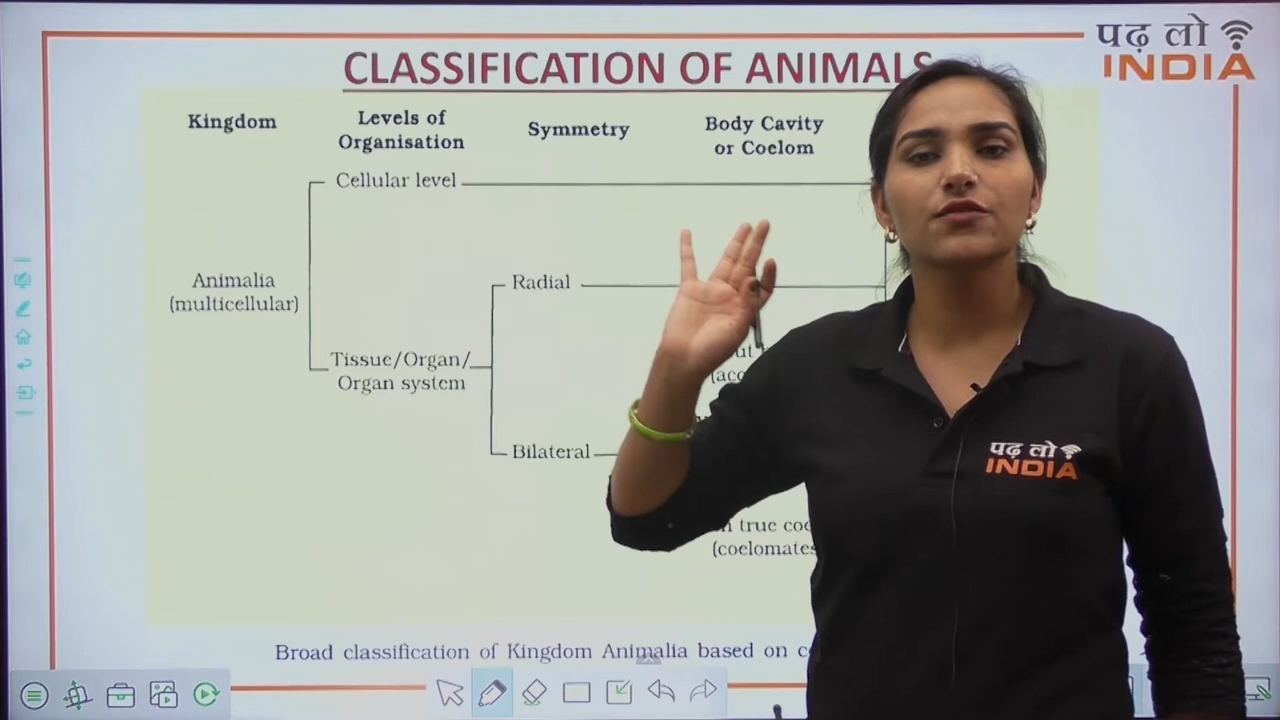 पढ़ लो
INDIA
CLASSIFICATION OF ANIMALS
Kingdom
Levels of
Organisation
Symmetry
Body Cavity
or Coelom
Cellular level
Animalia
(multicellular)
Radial
Tissue/Organ/
Organ system
Bilateral
true
(coelomates
Broad classification of Kingdom Animalia based on
पढ़ लो
INDIA